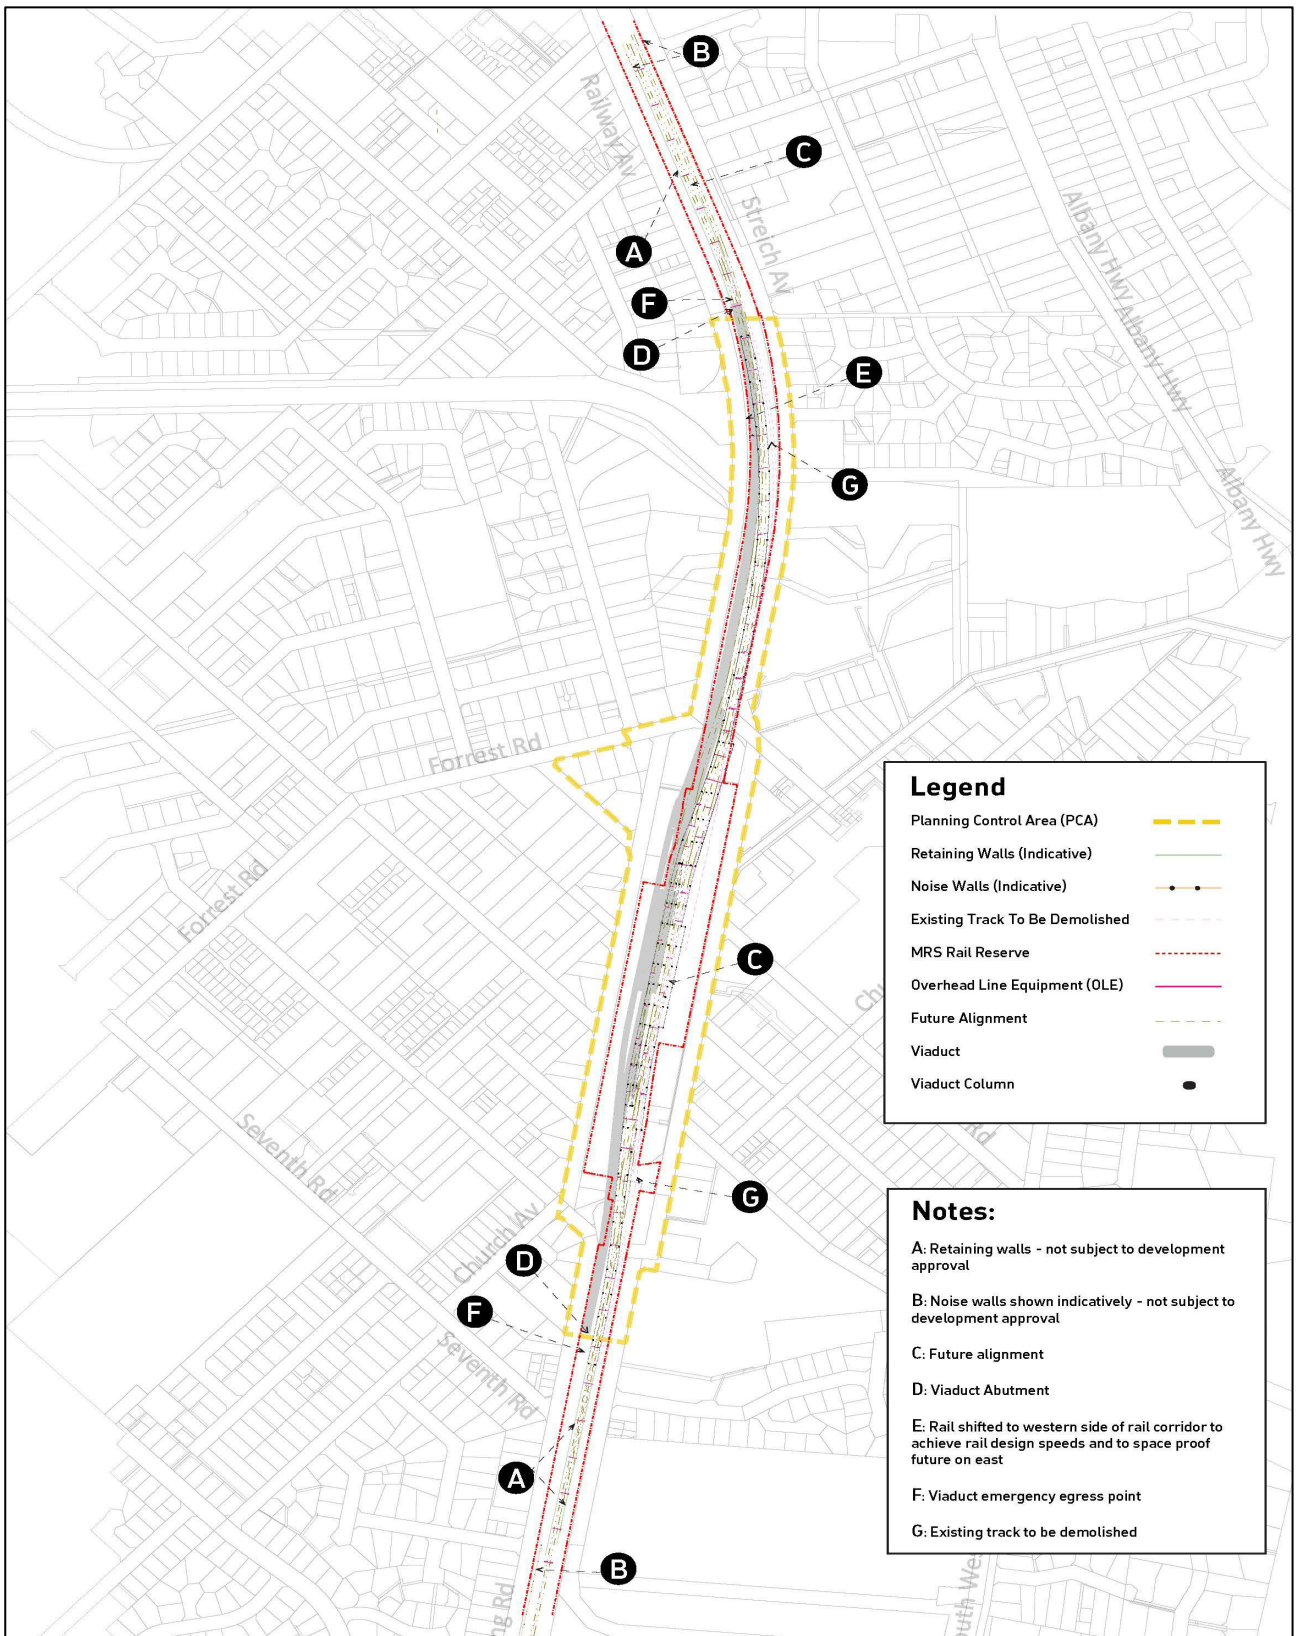 B
Railway Av
C
Streich Av
Albany Hwy
Albany Hwy
A
F
D
E
G
Albany Hwy
Forrest Rd
Forrest Rd
C
Seventh Rd
Rd
G
Church Av
D
F
Seventh Rd
A
B
Rd
Legend
Planning Control Area (PCA)
Retaining Walls (Indicative)
Noise Walls (Indicative)
Existing Track To Be Demolished
MRS Rail Reserve
Overhead Line Equipment (OLE)
Future Alignment
Viaduct
Viaduct Column
Notes:
A: Retaining walls - not subject to development
approval
B: Noise walls shown indicatively - not subject to
development approval
C: Future alignment
D: Viaduct Abutment
E: Rail shifted to western side of rail corridor to
achieve rail design speeds and to space proof
future on east
F: Viaduct emergency egress point
G: Existing track to be demolished